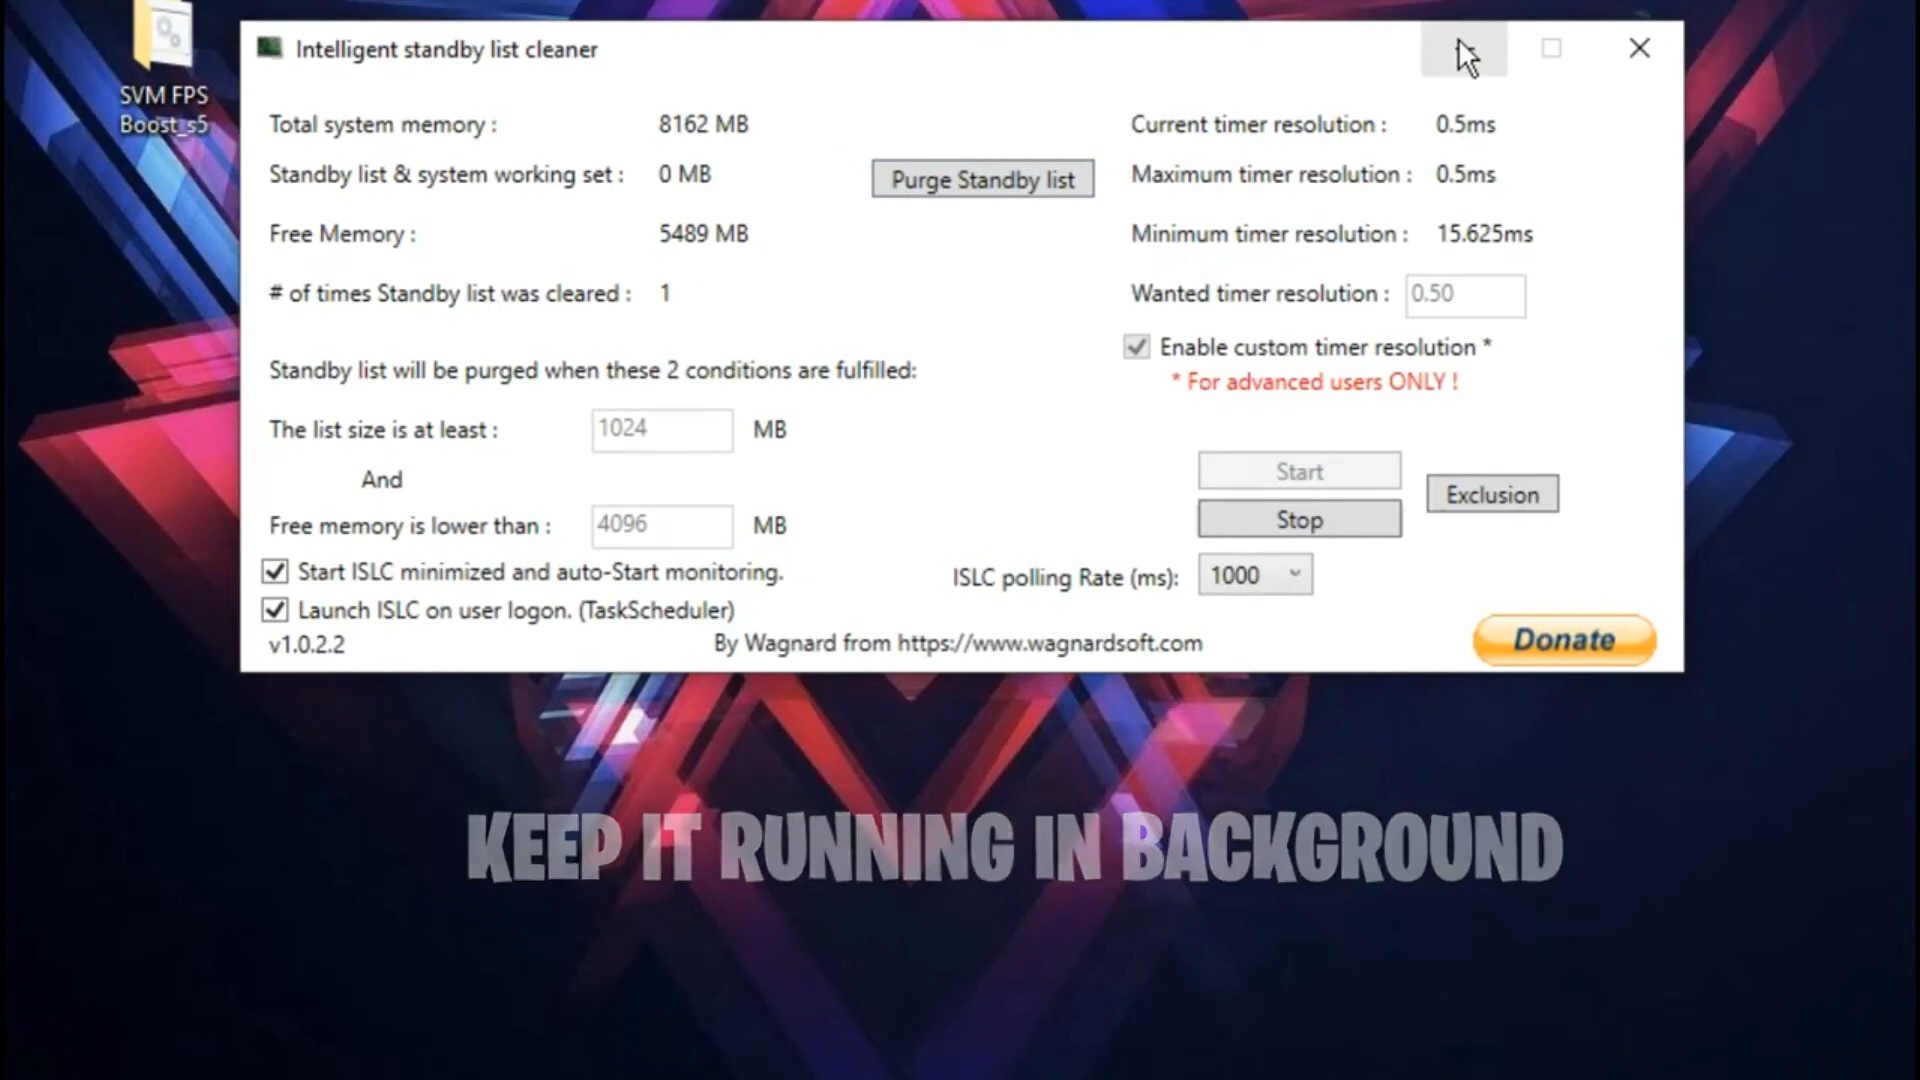 SVM FPS
Boost_s5
Intelligent standby list cleaner
Total system memory : 8162 MB
Standby list & system working set : 0 MB
Purge Standby list
Free Memory : 5489 MB
# of times Standby list was cleared : 1
Current timer resolution : 0.5ms
Maximum timer resolution : 0.5ms
Minimum timer resolution : 15.625ms
Wanted timer resolution : 0.50
Enable custom timer resolution *
* For advanced users ONLY !
Standby list will be purged when these 2 conditions are fulfilled:
The list size is at least : 1024 MB
And
Free memory is lower than : 4096 MB
Start
Stop
Exclusion
Start ISLC minimized and auto-Start monitoring.
Launch ISLC on user logon. (TaskScheduler)
ISLC polling Rate (ms): 1000
v1.0.2.2
By Wagnard from https://www.wagnardsoft.com
Donate
KEEP IT RUNNING IN BACKGROUND